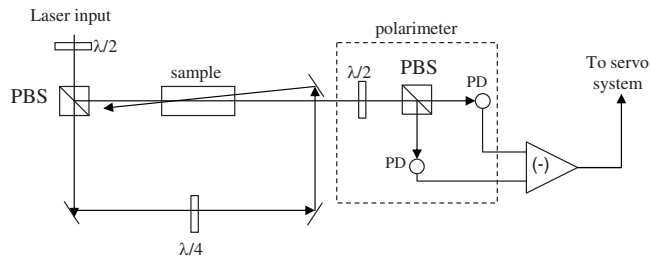 Laser input
λ/2
PBS
sample
polarimeter
λ/2
PBS
PD
PD
(-)
To servo
system
λ/4